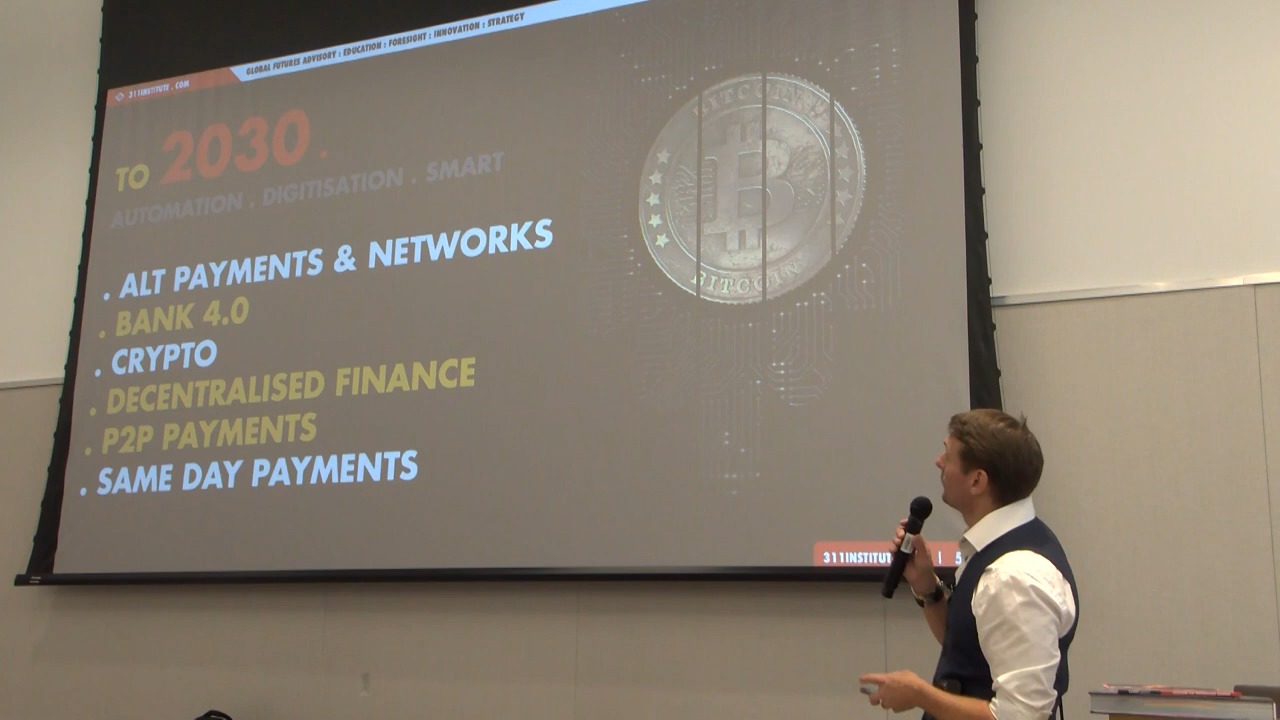 311INSTITUTE . COM
GLOBAL FUTURES ADVISORY : EDUCATION : FORESIGHT : INNOVATION : STRATEGY
TO 2030 .
AUTOMATION . DIGITISATION . SMART
. ALT PAYMENTS & NETWORKS
. BANK 4.0
. CRYPTO
. DECENTRALISED FINANCE
. P2P PAYMENTS
. SAME DAY PAYMENTS
BITCOIN
BITCOIN
311INSTITUT | 5